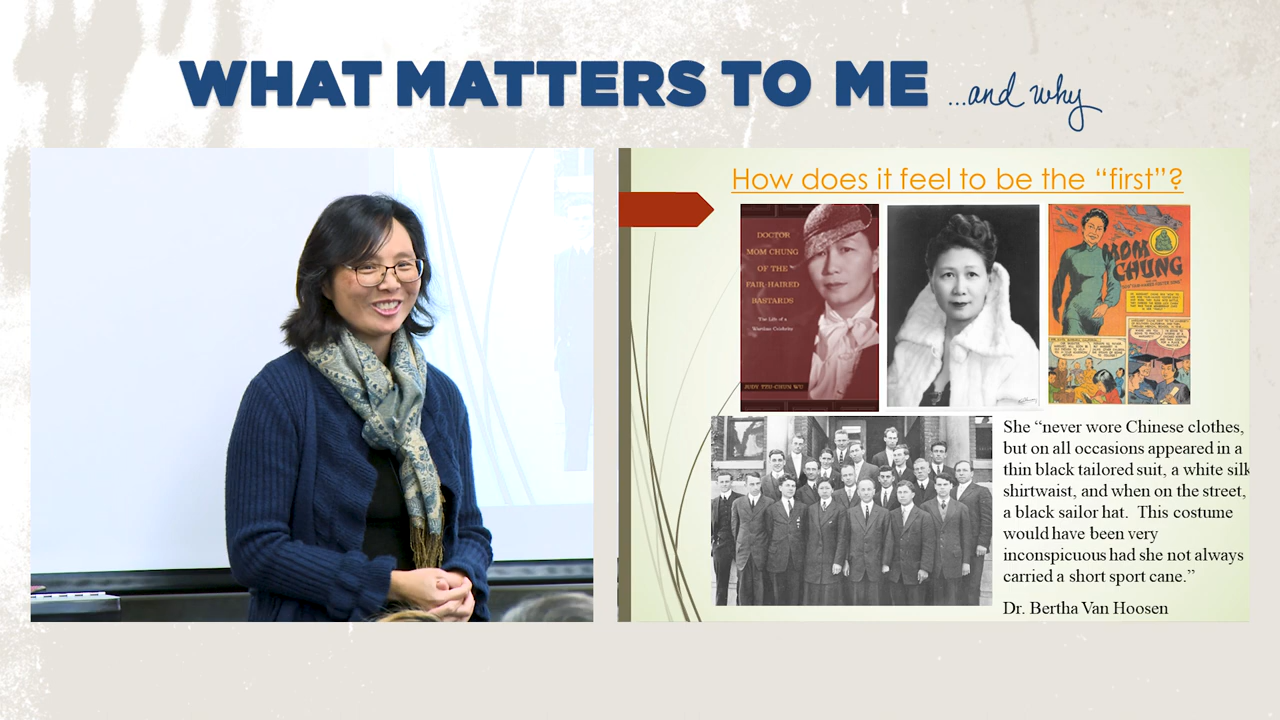 WHAT MATTERS TO ME ...and why
How does it feel to be the “first”?
DOCTOR
MOM CHUNG
OF THE
FAIR-HAIRED
BASTARDS
The Life of a
Wartime Celebrity
JUDY TZU-CHUN WU
MOM
CHUNG
She “never wore Chinese clothes,
but on all occasions appeared in a
thin black tailored suit, a white silk
shirtwaist, and when on the street,
a black sailor hat.  This costume
would have been very
inconspicuous had she not always
carried a short sport cane.”
Dr. Bertha Van Hoosen